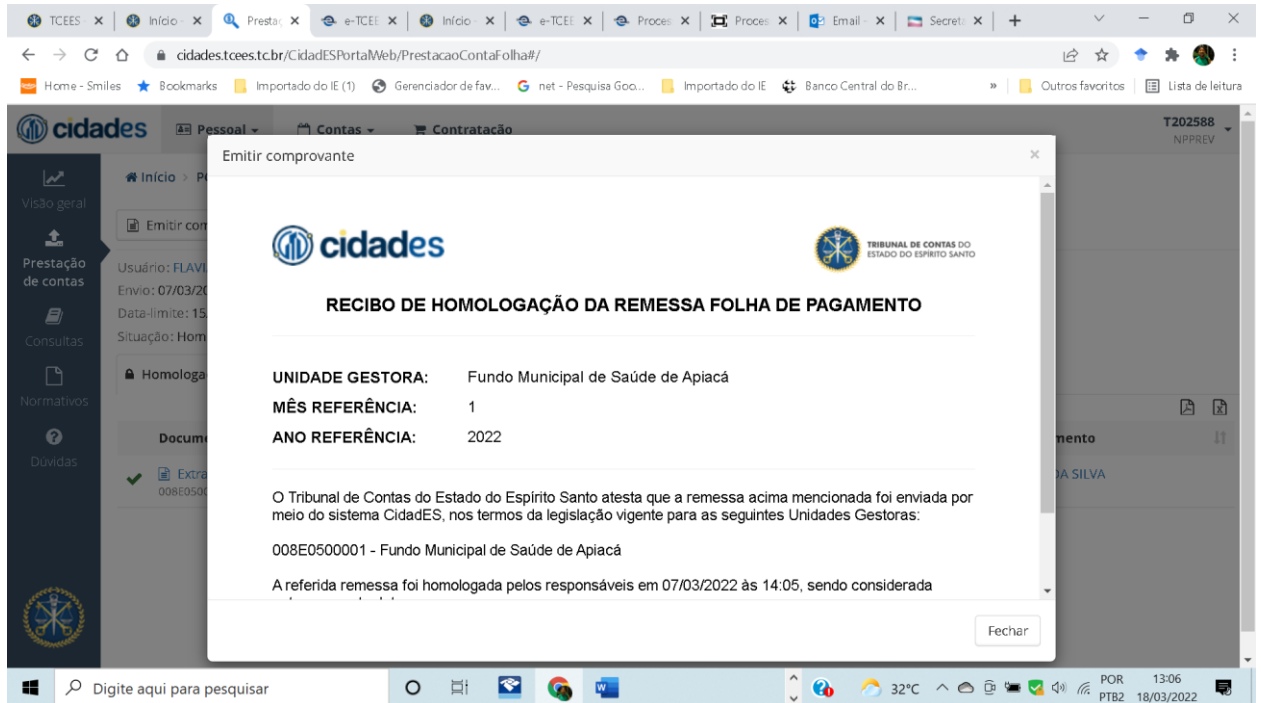 TCEES -
Início -
Prestaç
e-TCEE
Início -
e-TCEE
Proces
Proces
Email -
Secreta
cidades.tcees.tc.br/CidadESPortalWeb/PrestacaoContaFolha#/
Home - Smiles
Bookmarks
Importado do IE (1)
Gerenciador de fav...
net - Pesquisa Goo...
Importado do IE
Banco Central do Br...
»
Outros favoritos
Lista de leitura
cidades
Pessoal
Contas
Contratação
T202588
NPPREV
Emitir comprovante
Visão geral
Prestação
de contas
Consultas
Normativos
Dúvidas
Início >
Emitir com
Usuário: FLAVI
Envio: 07/03/20
Data-limite: 15
Situação: Hom
Homologa
Docume
Extra
008E0500
mento
DA SILVA
cidades
TRIBUNAL DE CONTAS DO
ESTADO DO ESPÍRITO SANTO
RECIBO DE HOMOLOGAÇÃO DA REMESSA FOLHA DE PAGAMENTO
UNIDADE GESTORA: Fundo Municipal de Saúde de Apiacá
MÊS REFERÊNCIA: 1
ANO REFERÊNCIA: 2022
O Tribunal de Contas do Estado do Espírito Santo atesta que a remessa acima mencionada foi enviada por
meio do sistema CidadES, nos termos da legislação vigente para as seguintes Unidades Gestoras:
008E0500001 - Fundo Municipal de Saúde de Apiacá
A referida remessa foi homologada pelos responsáveis em 07/03/2022 às 14:05, sendo considerada
Fechar
Digite aqui para pesquisar
32°C
POR
PTB2
13:06
18/03/2022